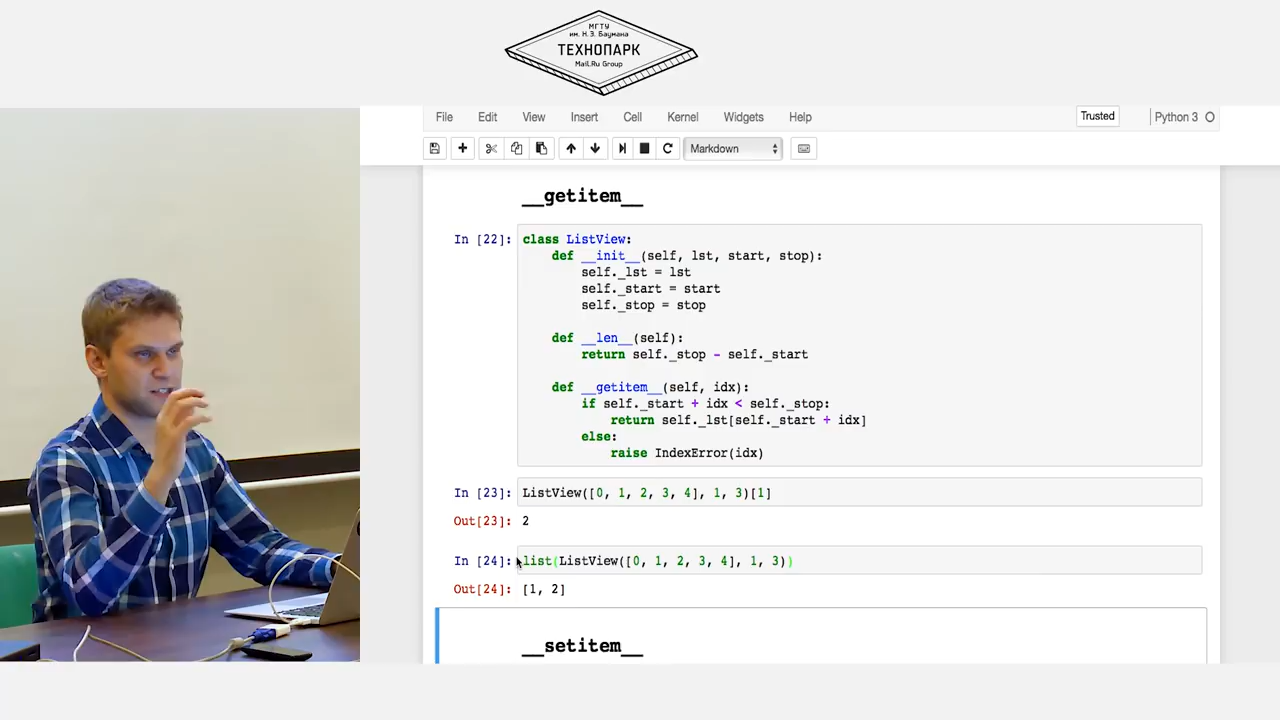 МГТУ
им. Н.Э. Баумана
ТЕХНОПАРК
Mail.Ru Group
File Edit View Insert Cell Kernel Widgets Help Trusted Python 3
Markdown
__getitem__
In [22]: class ListView:
def __init__(self, lst, start, stop):
self._lst = lst
self._start = start
self._stop = stop
def __len__(self):
return self._stop - self._start
def __getitem__(self, idx):
if self._start + idx < self._stop:
return self._lst[self._start + idx]
else:
raise IndexError(idx)
In [23]: ListView([0, 1, 2, 3, 4], 1, 3)[1]
Out[23]: 2
In [24]: list(ListView([0, 1, 2, 3, 4], 1, 3))
Out[24]: [1, 2]
__setitem__